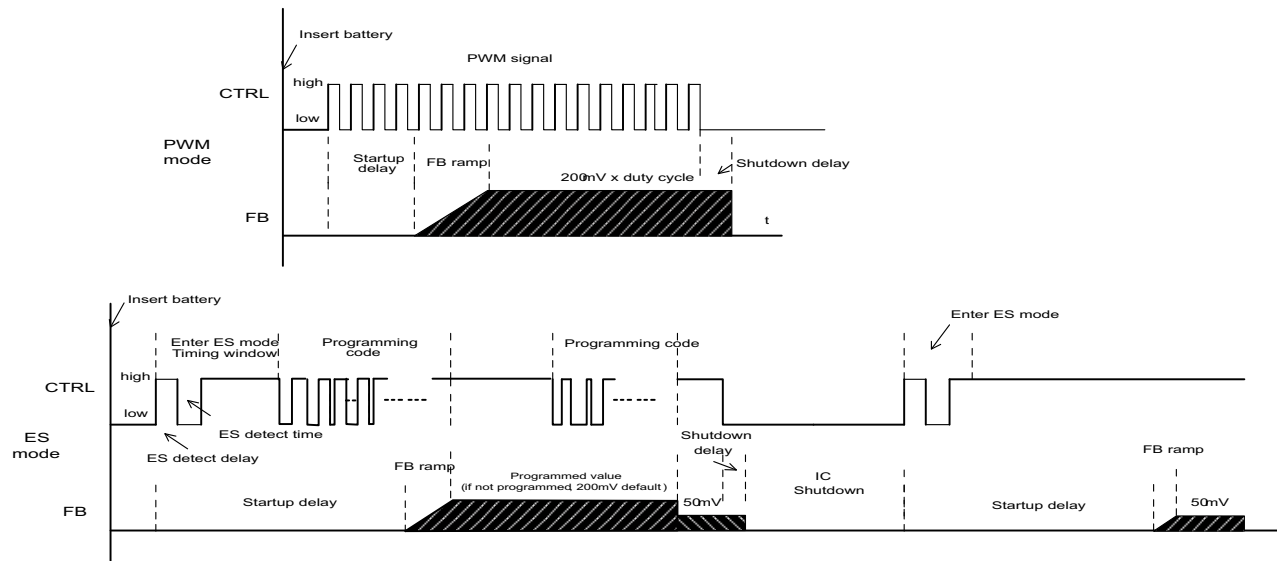 Insert battery
PWM signal
high
CTRL
low
PWM
mode
Startup
delay
FB ramp
Shutdown delay
200mV x duty cycle
FB
t
Insert battery
Enter ES mode
Enter ES mode
Timing window
Programming
code
Programming code
high
CTRL
low
ES detect time
ES
mode
ES detect delay
Shutdown
delay
FB ramp
FB ramp
Programmed value
(if not programmed, 200mV default)
IC
Shutdown
50mV
50mV
Startup delay
Startup delay
FB